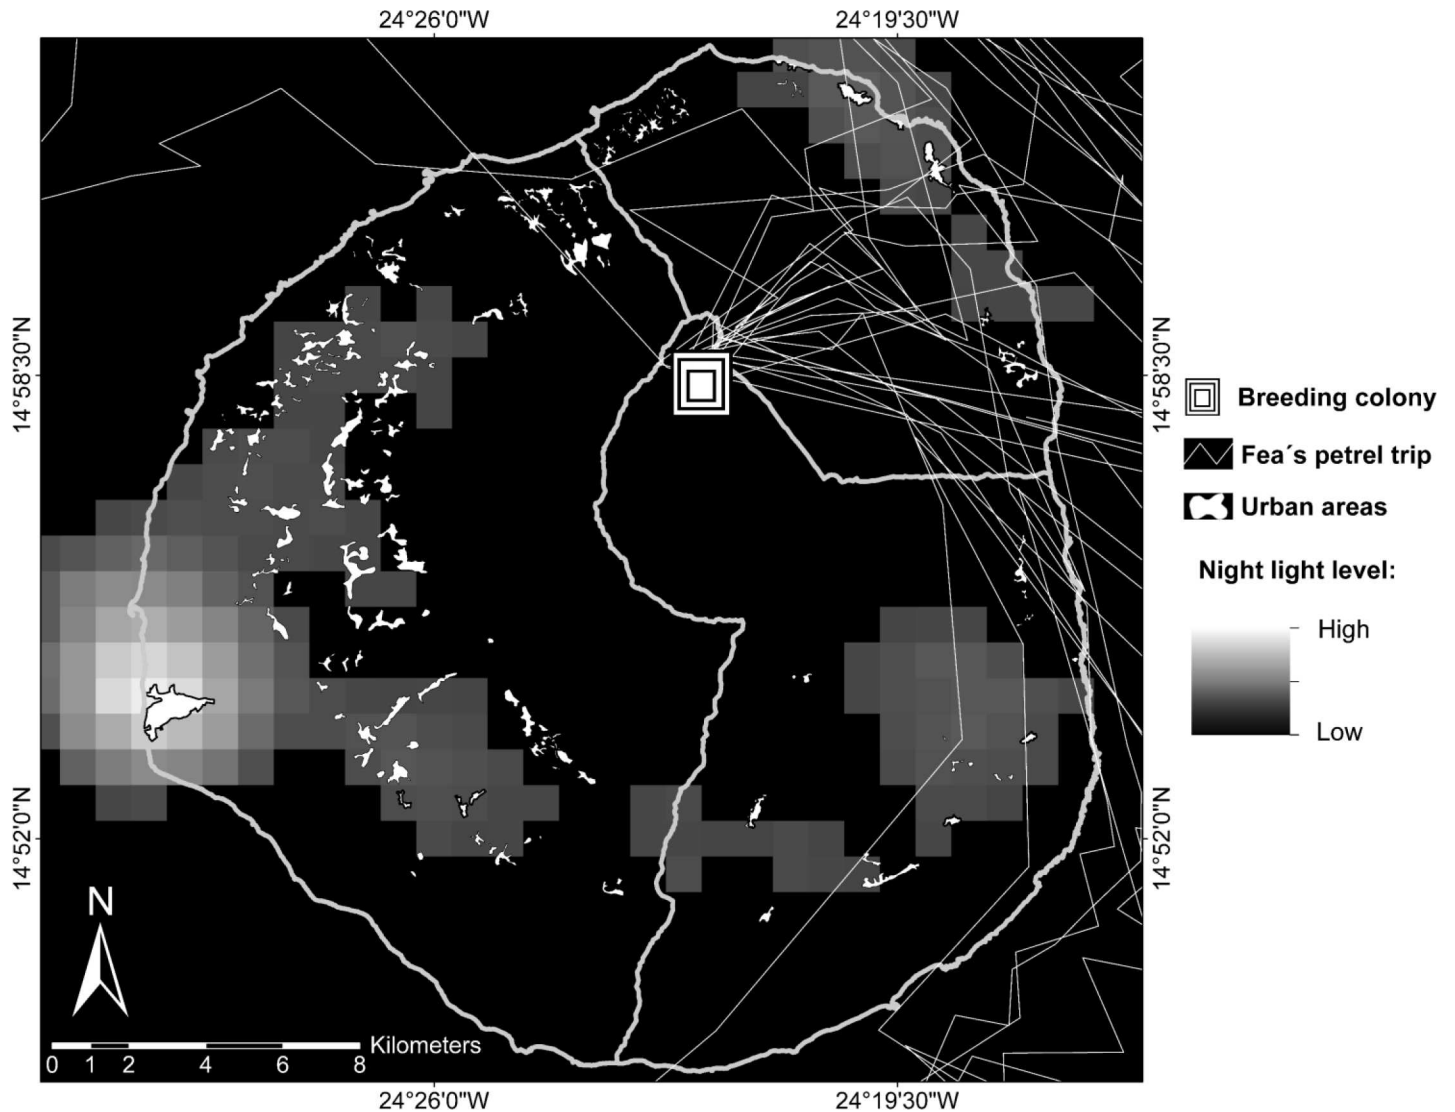 24°26'0"W
24°19'30"W
14°58'30"N
14°58'30"N
Breeding colony
Fea´s petrel trip
Urban areas
Night light level:
High
Low
14°52'0"N
14°52'0"N
N
Kilometers
0 1 2 4 6 8
24°26'0"W
24°19'30"W